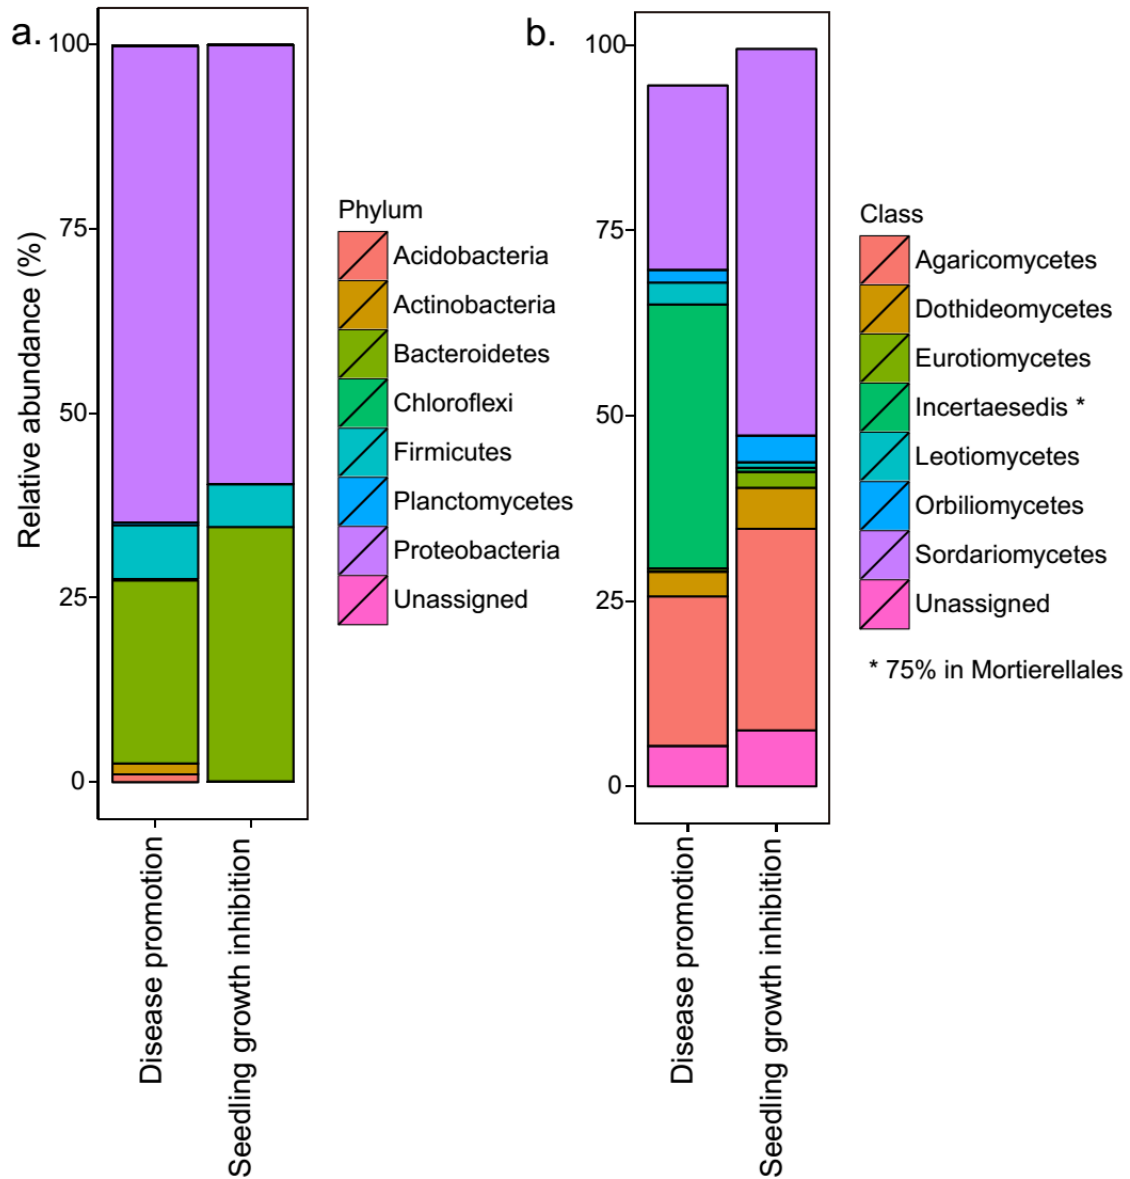 a.
Relative abundance (%)
100
75
50
25
0
Disease promotion
Seedling growth inhibition
Phylum
Acidobacteria
Actinobacteria
Bacteroidetes
Chloroflexi
Firmicutes
Planctomycetes
Proteobacteria
Unassigned
b.
100
75
50
25
0
Disease promotion
Seedling growth inhibition
Class
Agaricomycetes
Dothideomycetes
Eurotiomycetes
Incertaesedis *
Leotiomycetes
Orbiliomycetes
Sordariomycetes
Unassigned
* 75% in Mortierellales